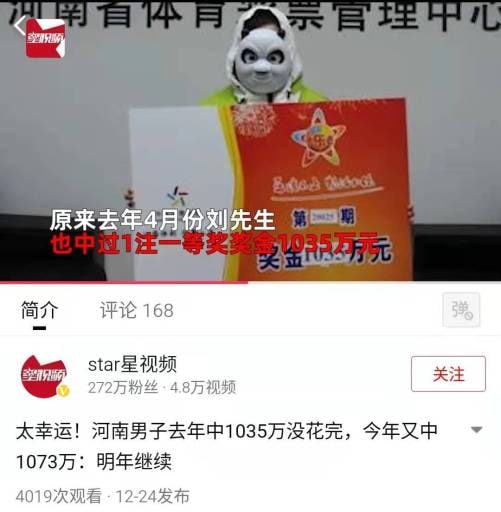 河南省体育彩票管理中心
第20025期
奖金1035万元
原来去年4月份刘先生
也中过1注一等奖奖金1035万元
简介
评论 168
弹
star星视频
272万粉丝 · 4.8万视频
关注
太幸运！河南男子去年中1035万没花完，今年又中
1073万：明年继续
4019次观看 · 12-24发布